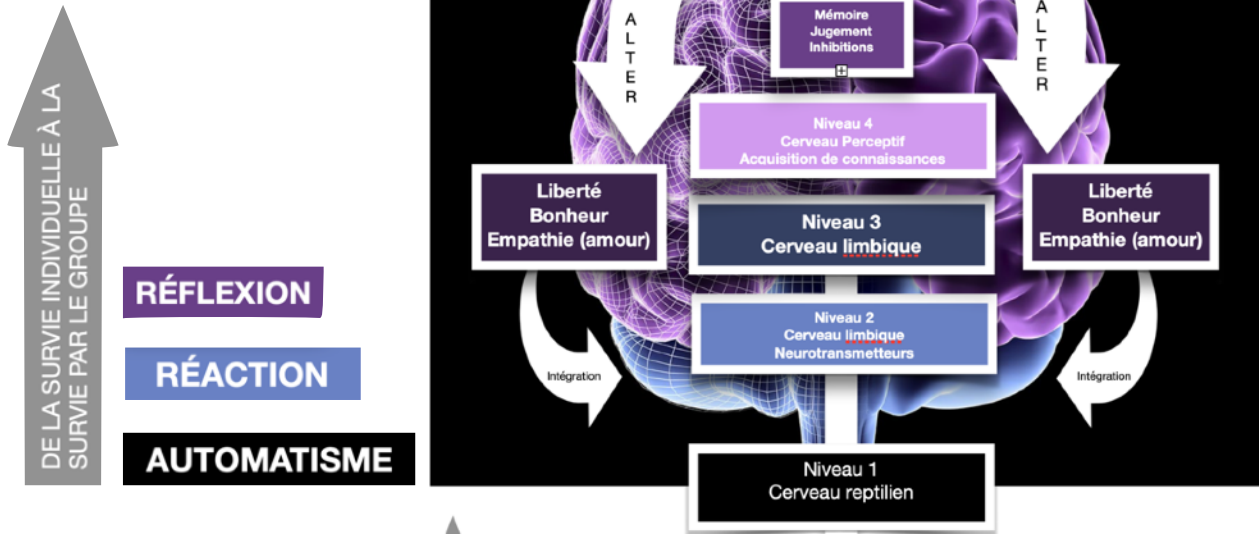 DE LA SURVIE INDIVIDUELLE À LA
SURVIE PAR LE GROUPE
RÉFLEXION
RÉACTION
AUTOMATISME
ALTER
ALTER
Mémoire
Jugement
Inhibitions
Niveau 4
Cerveau Perceptif
Acquisition de connaissances
Liberté
Bonheur
Empathie (amour)
Niveau 3
Cerveau limbique
Liberté
Bonheur
Empathie (amour)
Niveau 2
Cerveau limbique
Neurotransmetteurs
Intégration
Intégration
Niveau 1
Cerveau reptilien